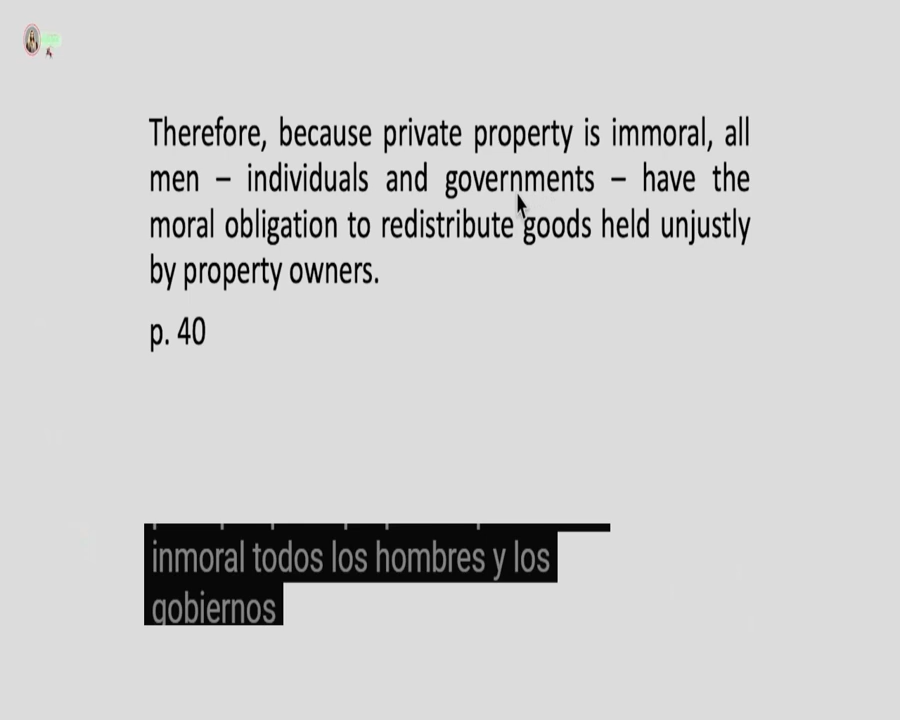 Therefore, because private property is immoral, all
men – individuals and governments – have the
moral obligation to redistribute goods held unjustly
by property owners.
p. 40
inmoral todos los hombres y los
gobiernos